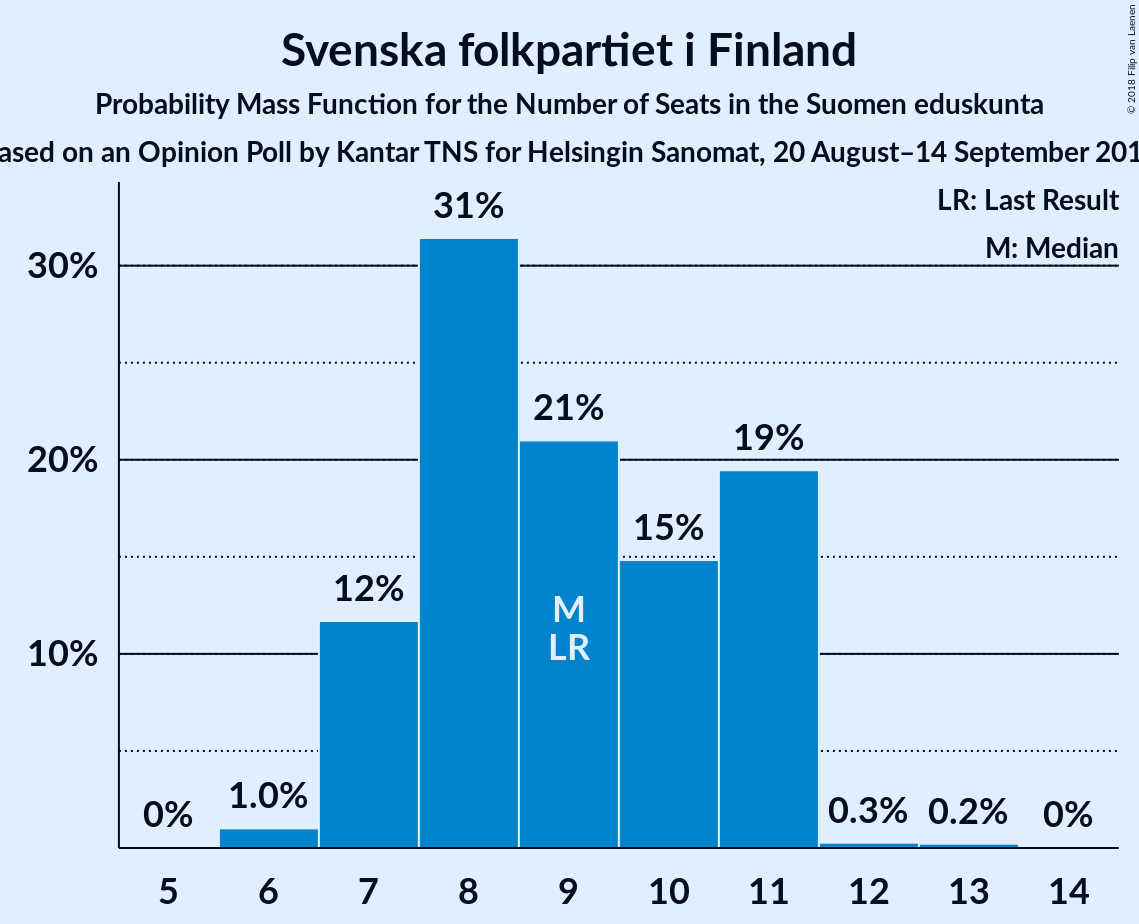 Svenska folkpartiet i Finland
Probability Mass Function for the Number of Seats in the Suomen eduskunta
ased on an Opinion Poll by Kantar TNS for Helsingin Sanomat, 20 August–14 September 201
© 2018 Filip van Laenen
LR: Last Result
M: Median
31%
30%
21%
19%
20%
15%
12%
M
LR
10%
0%
1.0%
0.3%
0.2%
0%
5 6 7 8 9 10 11 12 13 14